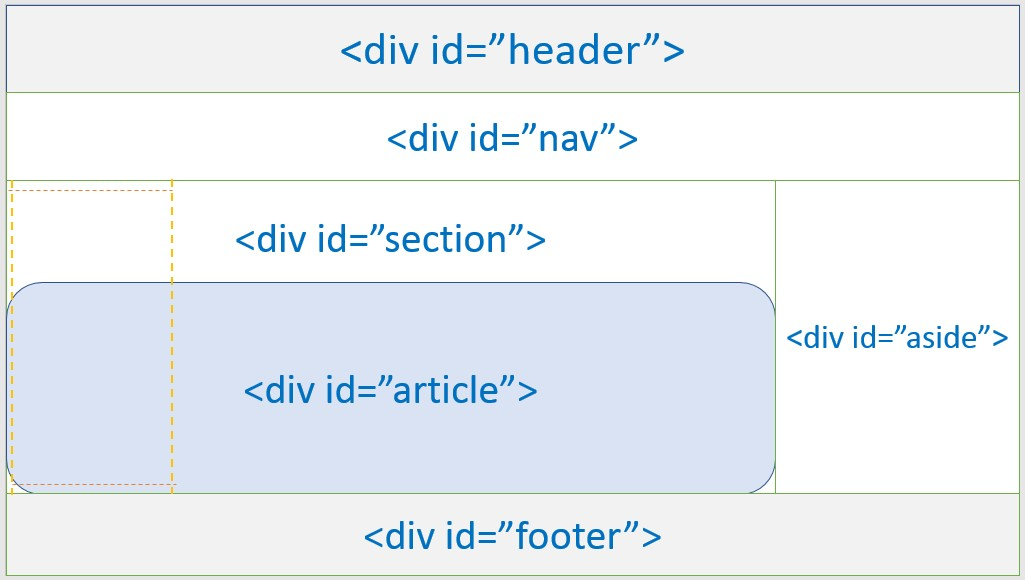 <div id=”header”>
<div id=”nav”>
<div id=”section”>
<div id=”aside”>
<div id=”article”>
<div id=”footer”>